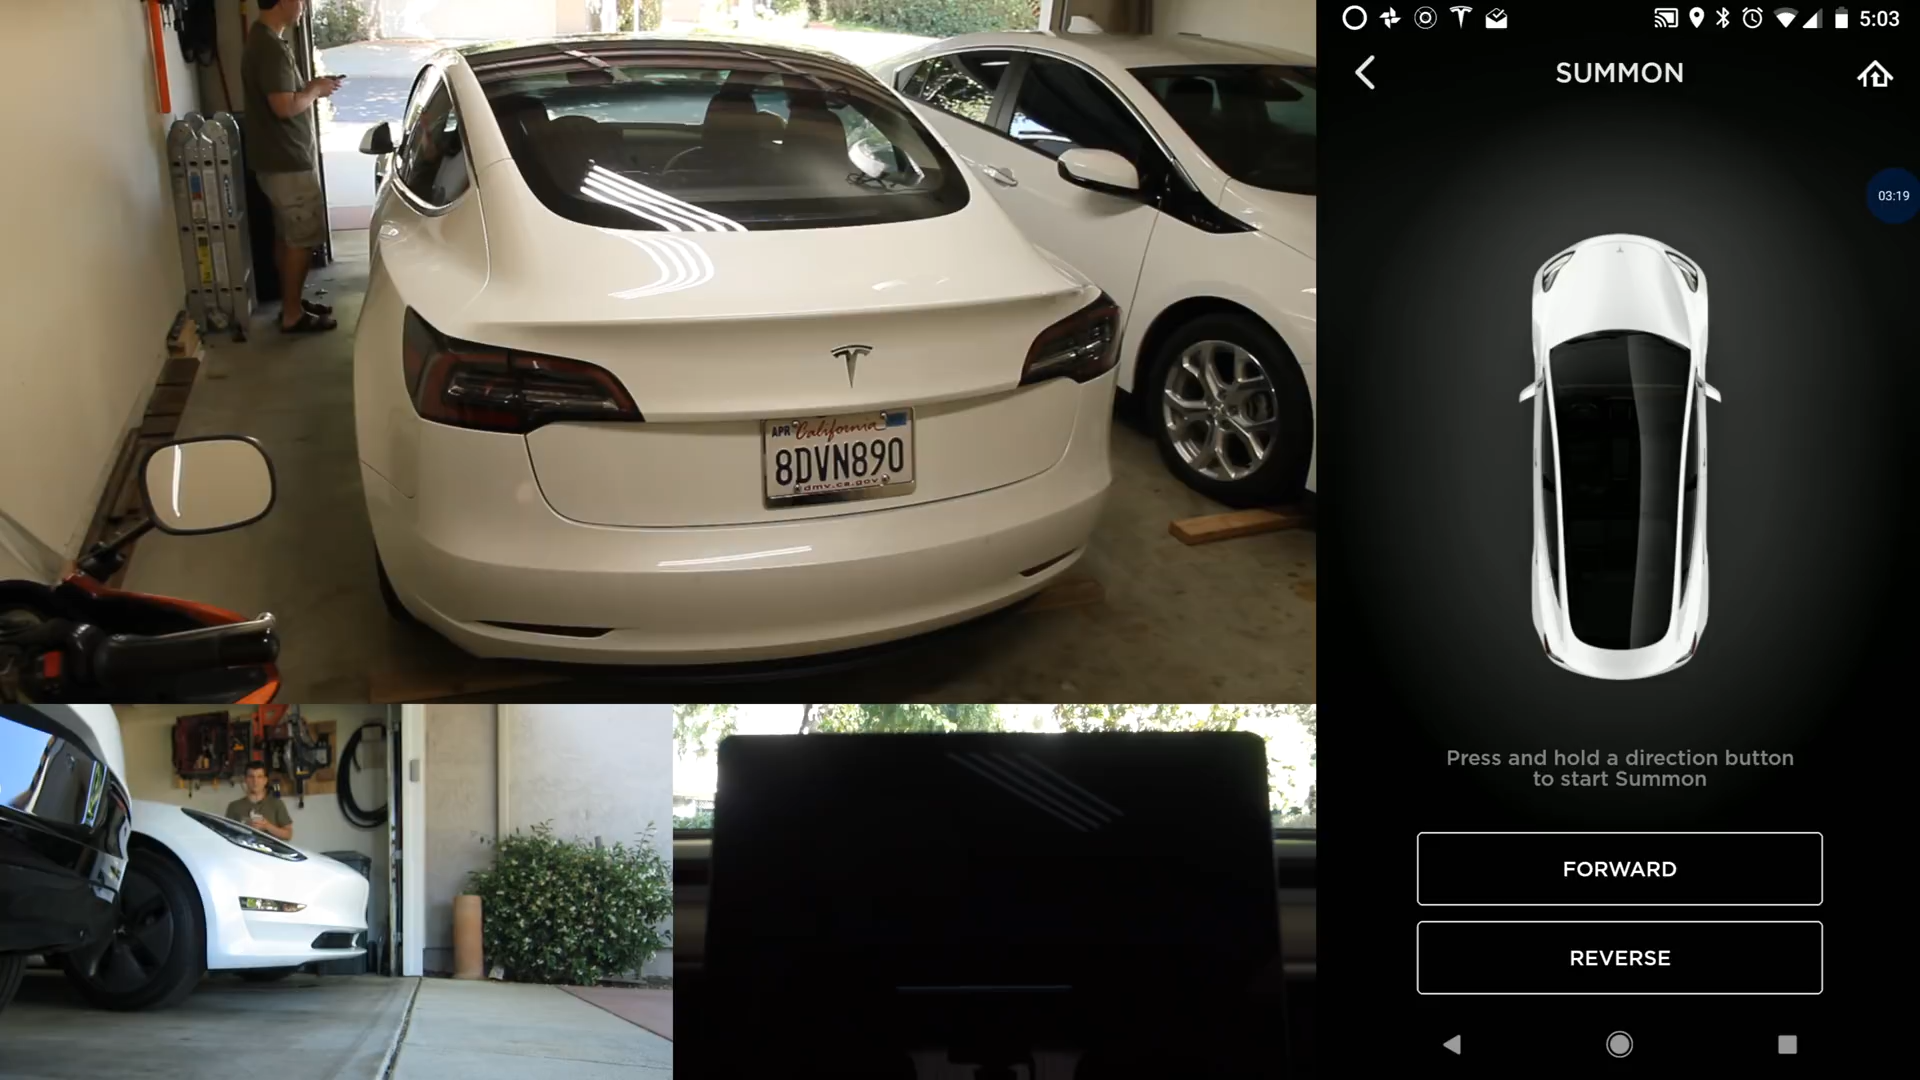 APR California
8DVN890
dmv.ca.gov
5:03
SUMMON
03:19
Press and hold a direction button
to start Summon
FORWARD
REVERSE